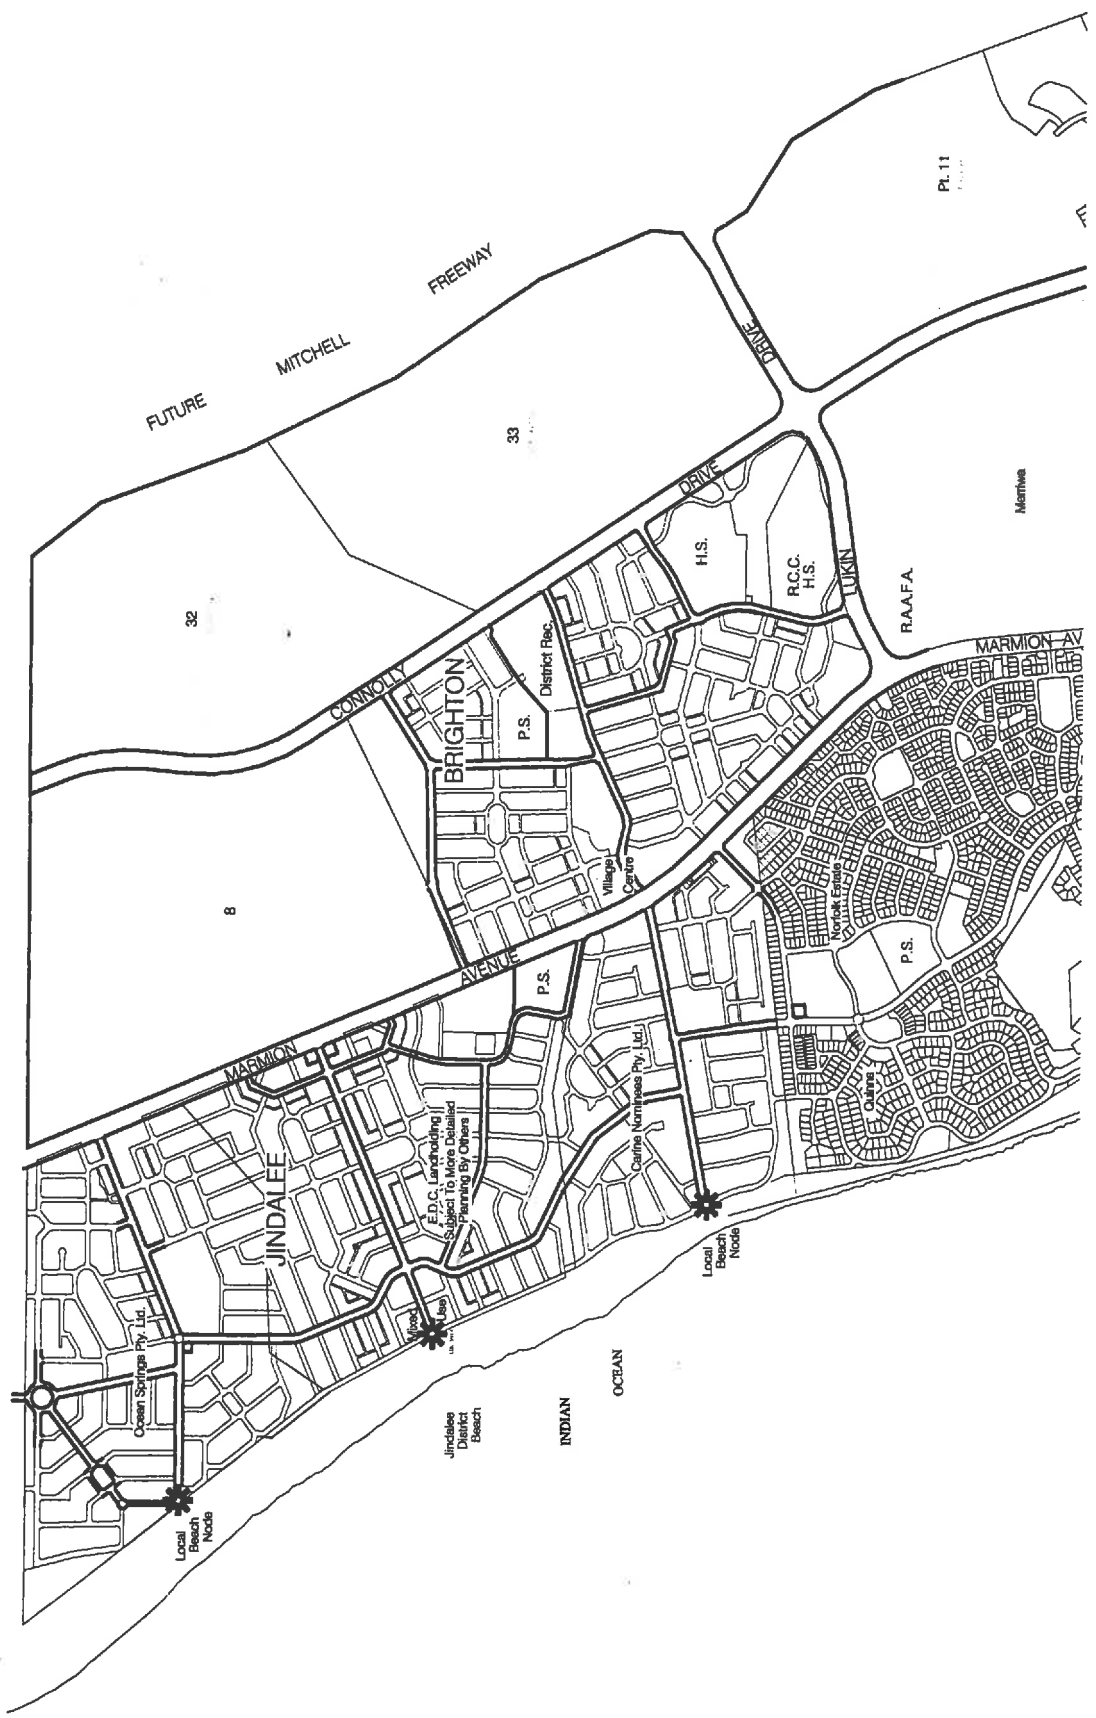 FUTURE
MITCHELL
FREEWAY
Pt. 11
DRIVE
33
32
DRIVE
H.S.
R.C.C.
H.S.
LUKIN
Merriwa
R.A.A.F.A.
MARMION AV
CONNOLLY
BRIGHTON
District Rec.
P.S.
8
Village
Centre
AVENUE
P.S.
Norfolk Estate
P.S.
MARMION
Quinns
Carine Nominees Pty. Ltd.
E.D.C. Landholding
Subject To More Detailed
Planning By Others
JINDALEE
Ocean Springs Pty. Ltd.
Mixed
Use
Local
Beach
Node
Jindalee
District
Beach
Local
Beach
Node
INDIAN
OCEAN